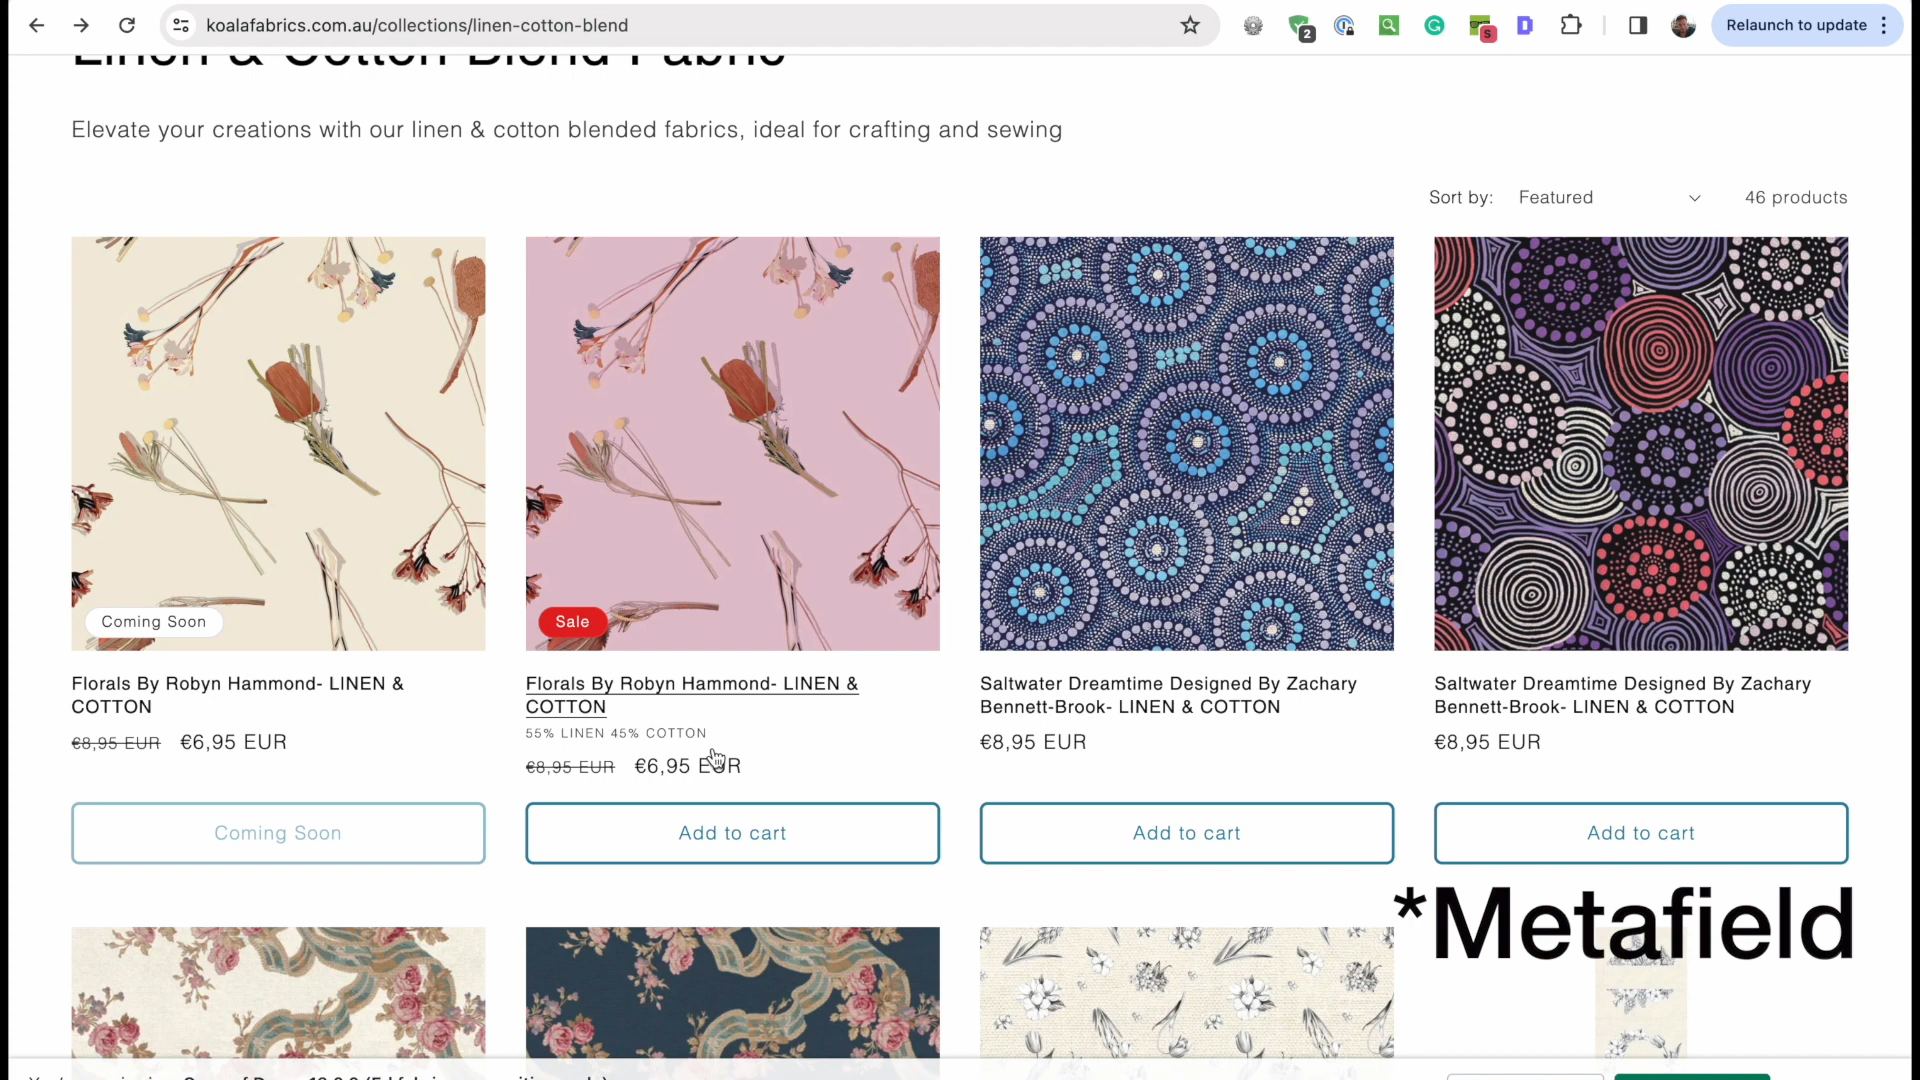 koalafabrics.com.au/collections/linen-cotton-blend
2
S
Relaunch to update
Linen & Cotton Blend Fabric
Elevate your creations with our linen & cotton blended fabrics, ideal for crafting and sewing
Sort by: Featured 46 products
Coming Soon
Sale
Florals By Robyn Hammond- LINEN &
COTTON
€8,95 EUR €6,95 EUR
Coming Soon
Florals By Robyn Hammond- LINEN &
COTTON
55% LINEN 45% COTTON
€8,95 EUR €6,95 EUR
Add to cart
Saltwater Dreamtime Designed By Zachary
Bennett-Brook- LINEN & COTTON
€8,95 EUR
Add to cart
Saltwater Dreamtime Designed By Zachary
Bennett-Brook- LINEN & COTTON
€8,95 EUR
Add to cart
*Metafield